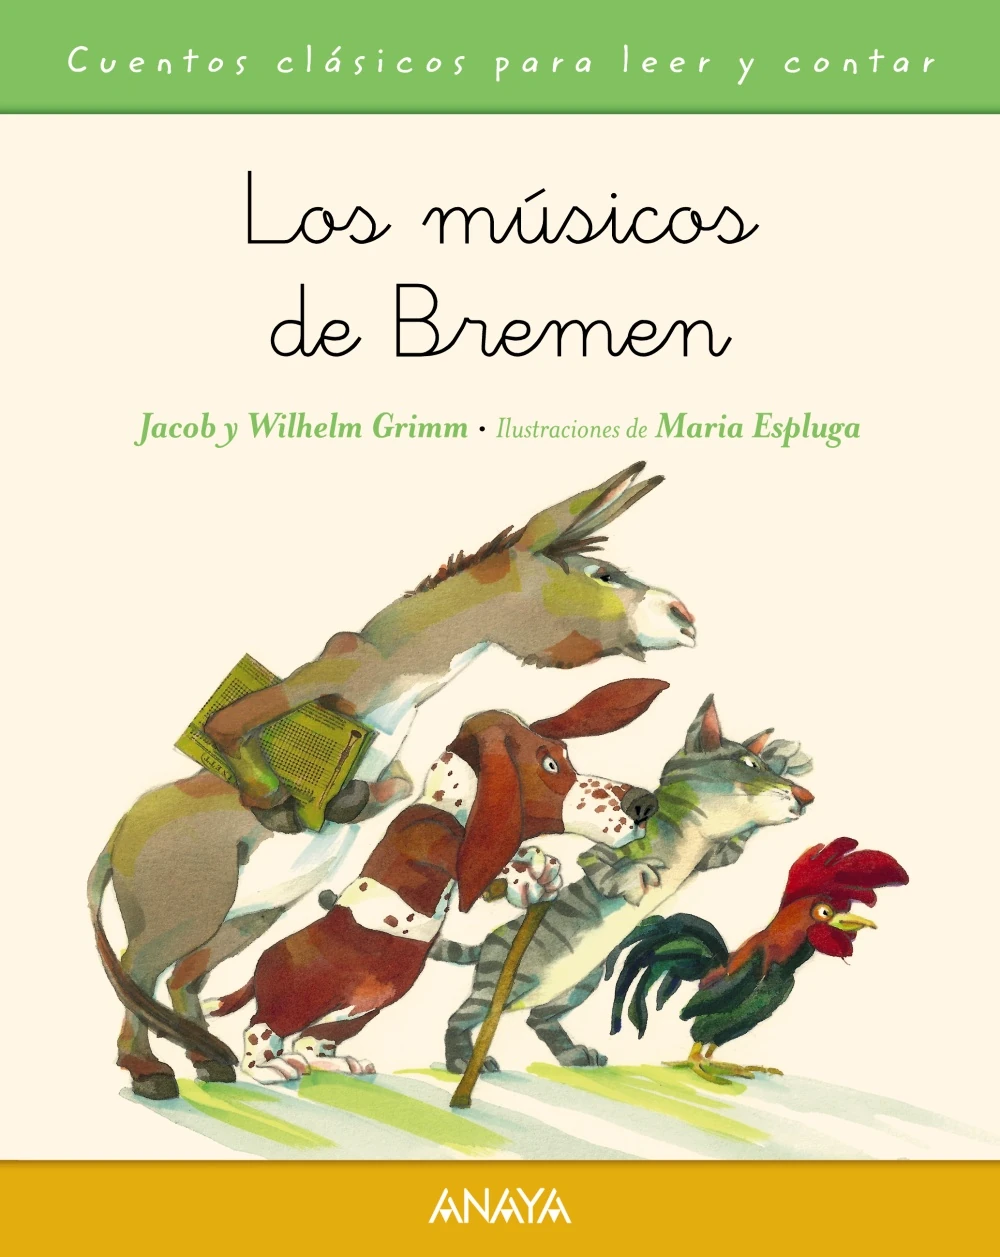 Cuentos clásicos para leer y contar
Los músicos
de Bremen
Jacob y Wilhelm Grimm · Ilustraciones de Maria Espluga
ANAYA